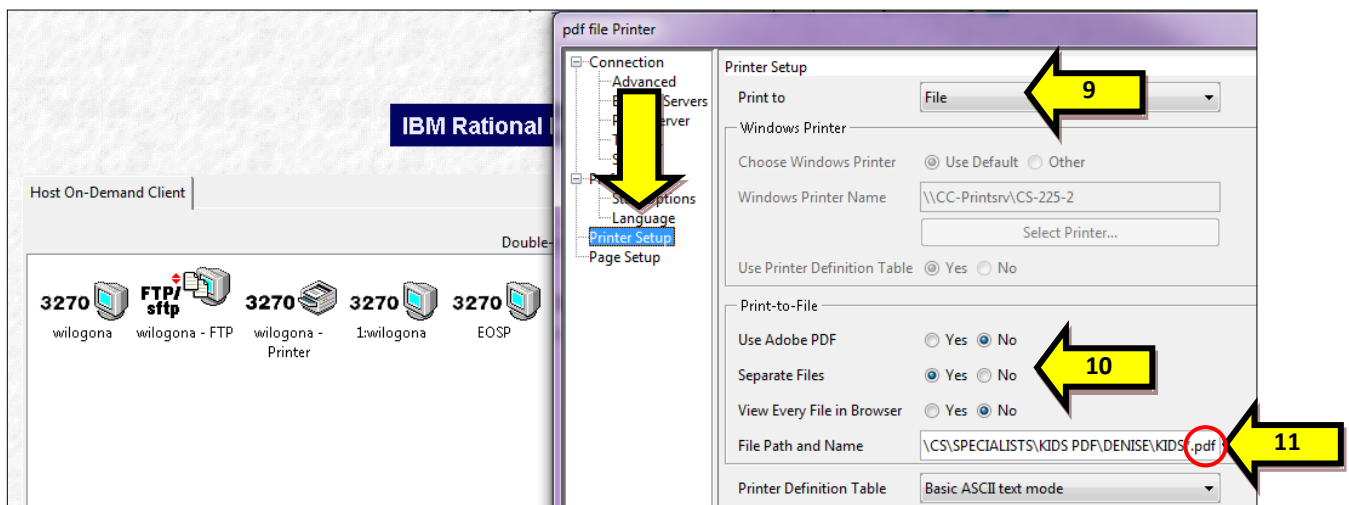 pdf file Printer
Connection
Advanced
Servers
Printer Setup
Print to
File
9
Windows Printer
IBM Rational
Choose Windows Printer
Use Default
Other
Host On-Demand Client
Options
Windows Printer Name
\\CC-Printsrv\CS-225-2
Language
Select Printer...
Double-
Printer Setup
Page Setup
Use Printer Definition Table
Yes
No
3270
FTP/
sftp
3270
3270
3270
wilogona
wilogona - FTP
wilogona -
Printer
1:wilogona
EOSP
Print-to-File
Use Adobe PDF
Yes
No
Separate Files
Yes
No
10
View Every File in Browser
Yes
No
File Path and Name
\CS\SPECIALISTS\KIDS PDF\DENISE\KIDS*.pdf
11
Printer Definition Table
Basic ASCII text mode